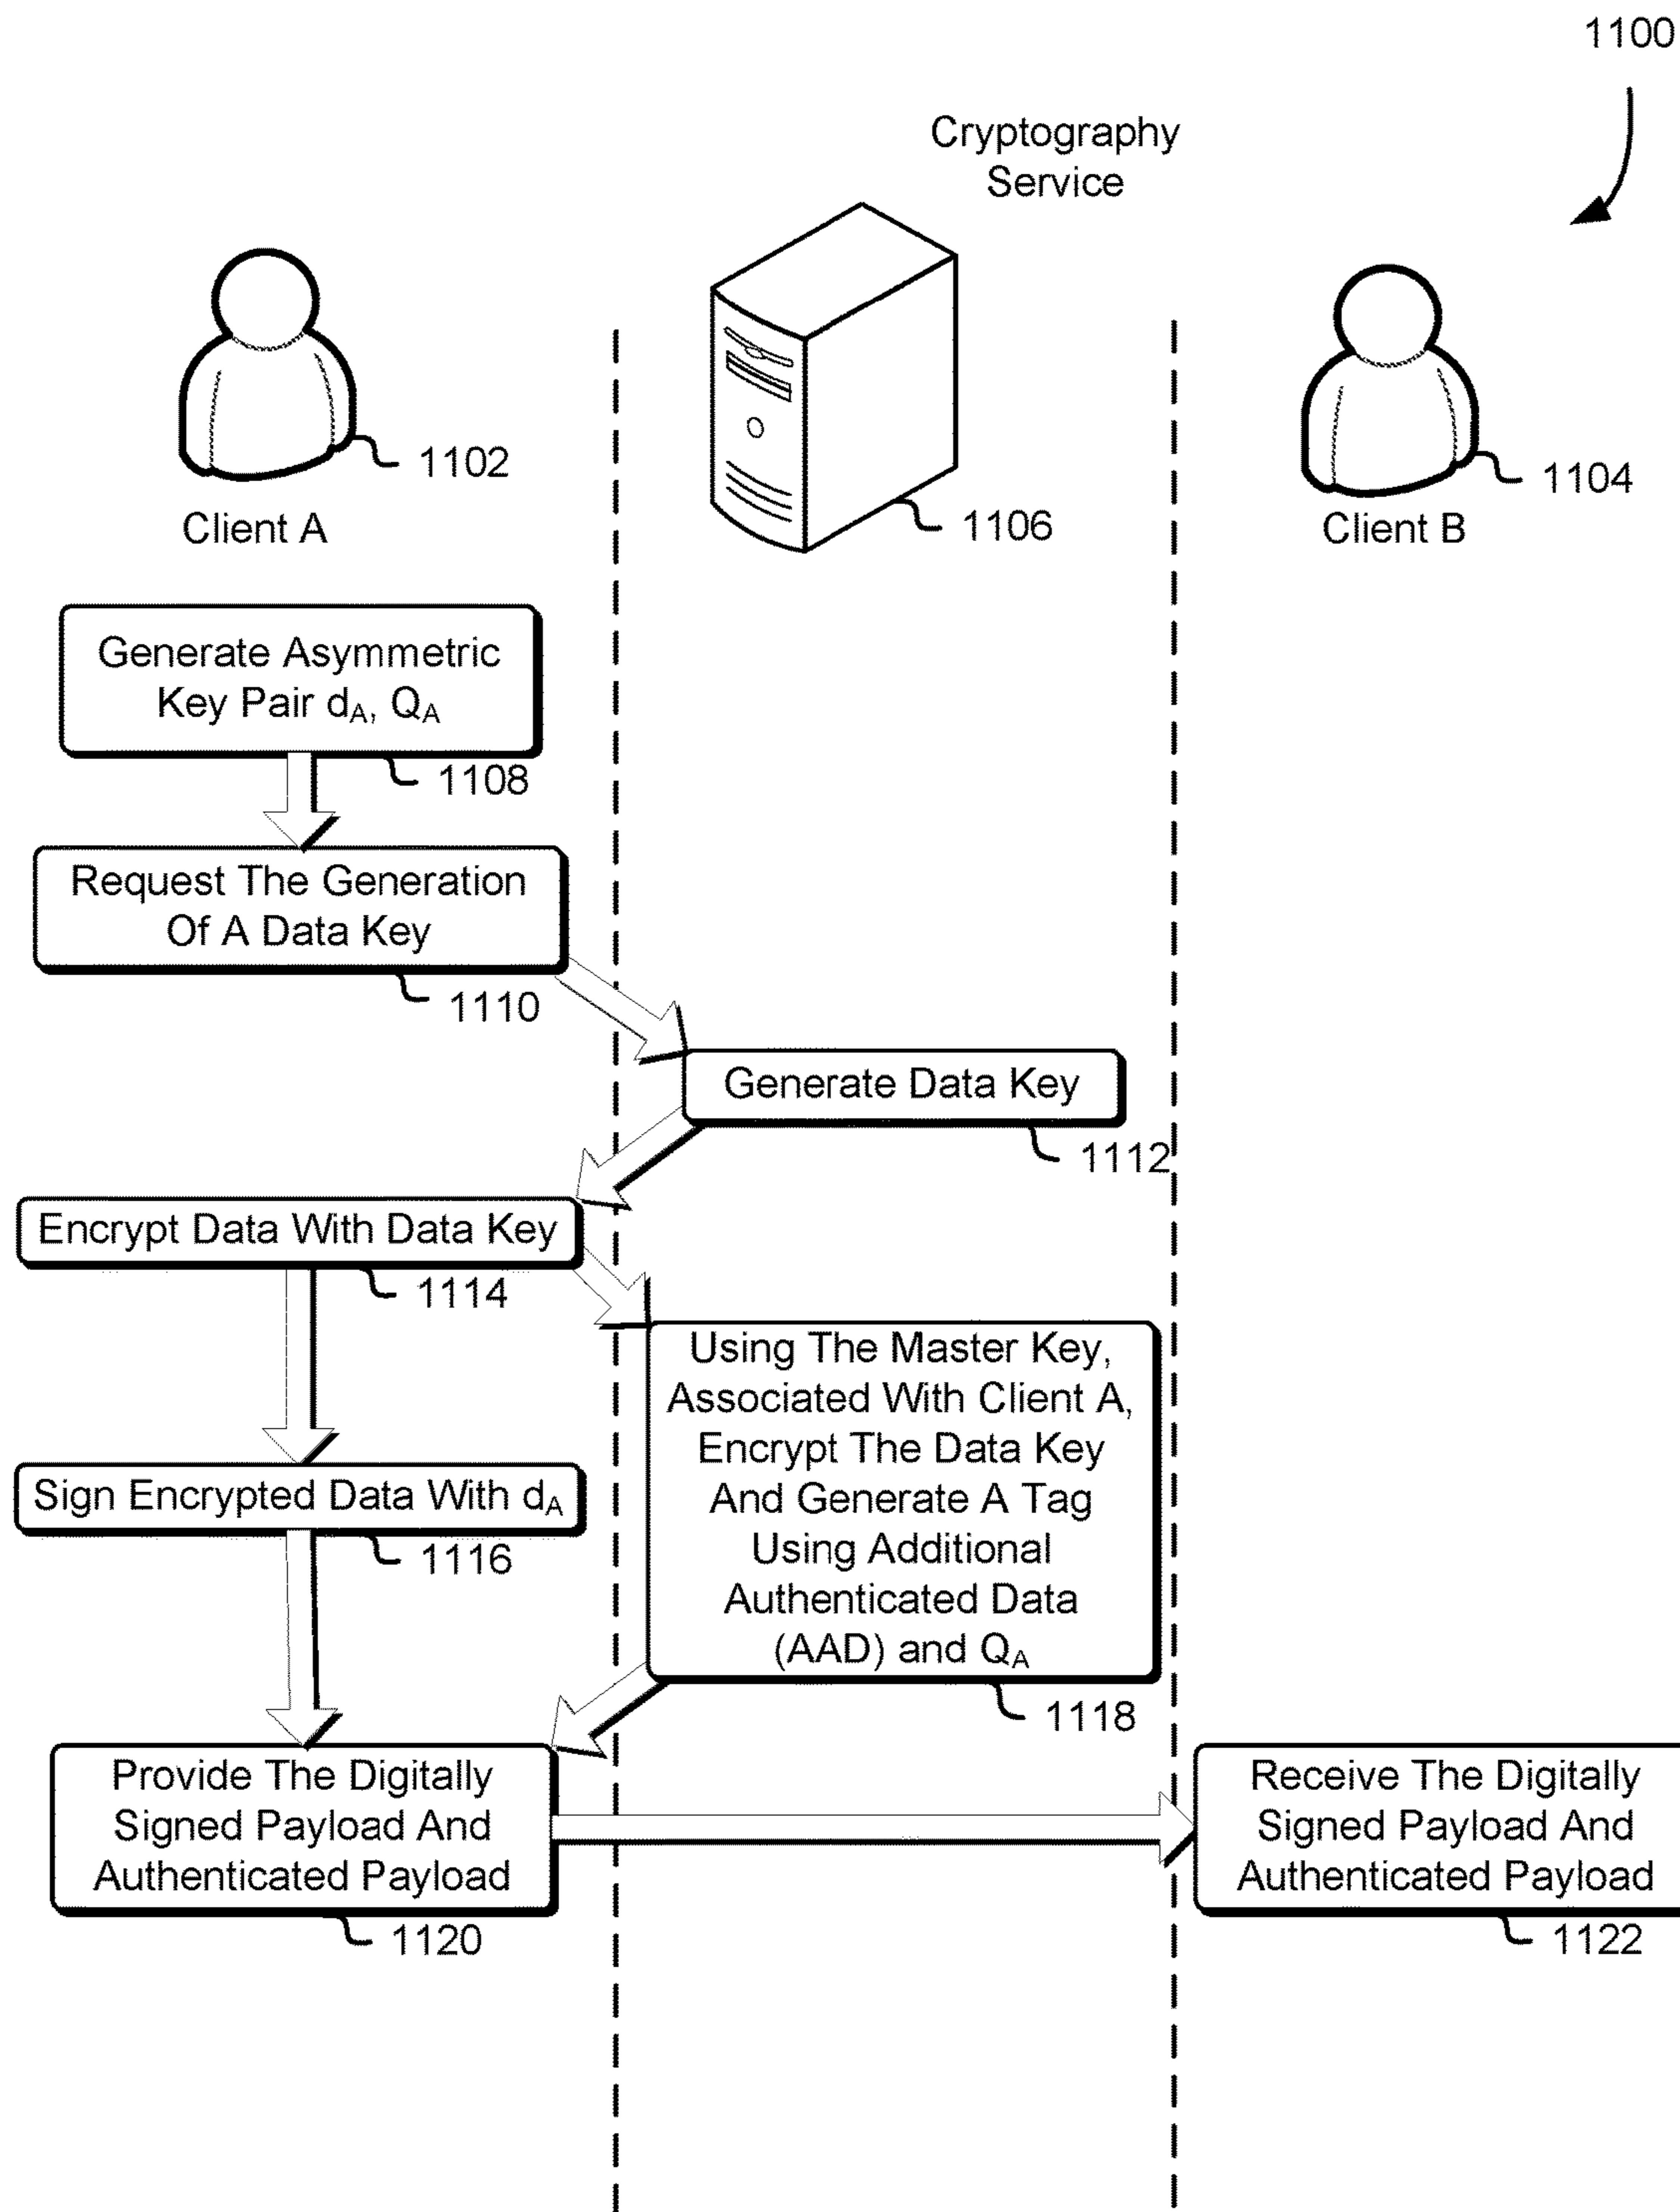 1100
Cryptography
Service
1102
1106
1104
Client A
Client B
Generate Asymmetric
Key Pair dA, QA
1108
Request The Generation
Of A Data Key
1110
Generate Data Key
1112
Encrypt Data With Data Key
1114
Using The Master Key,
Associated With Client A,
Encrypt The Data Key
And Generate A Tag
Using Additional
Authenticated Data
(AAD) and QA
1118
Sign Encrypted Data With dA
1116
Provide The Digitally
Signed Payload And
Authenticated Payload
1120
Receive The Digitally
Signed Payload And
Authenticated Payload
1122